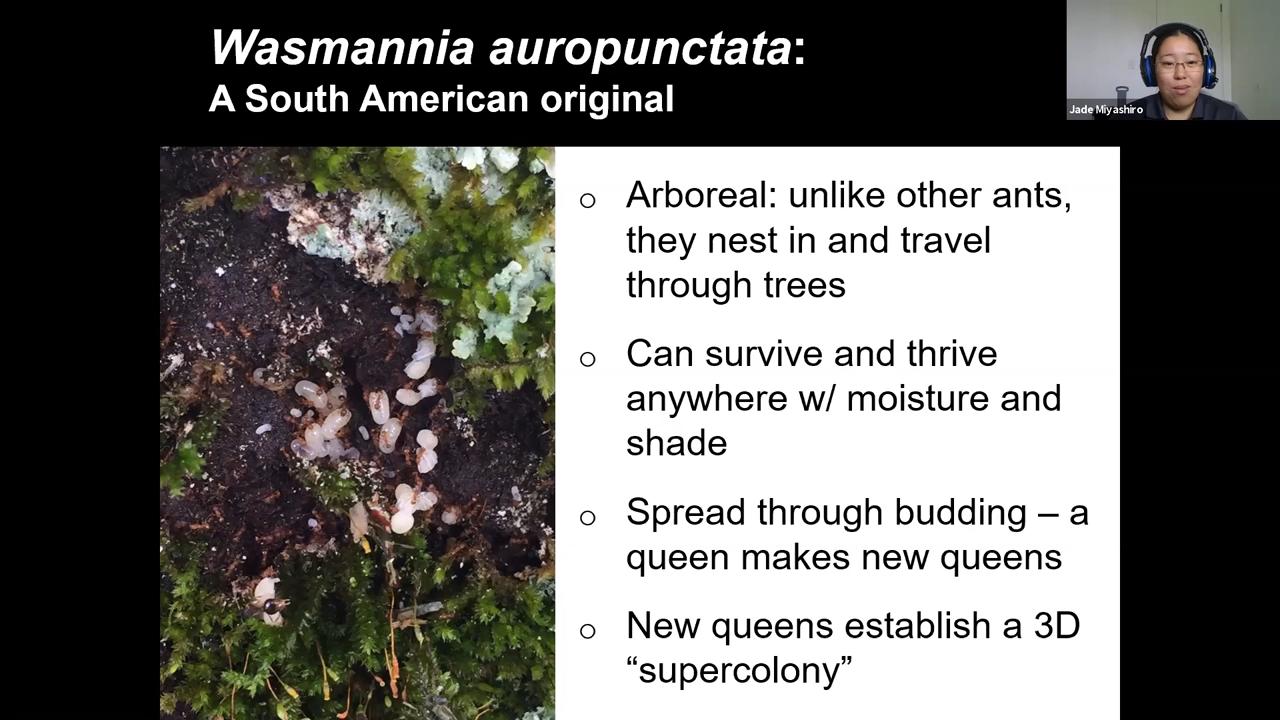 Wasmannia auropunctata:
A South American original
Jade Miyashiro
○ Arboreal: unlike other ants,
they nest in and travel
through trees
○ Can survive and thrive
anywhere w/ moisture and
shade
○ Spread through budding – a
queen makes new queens
○ New queens establish a 3D
“supercolony”